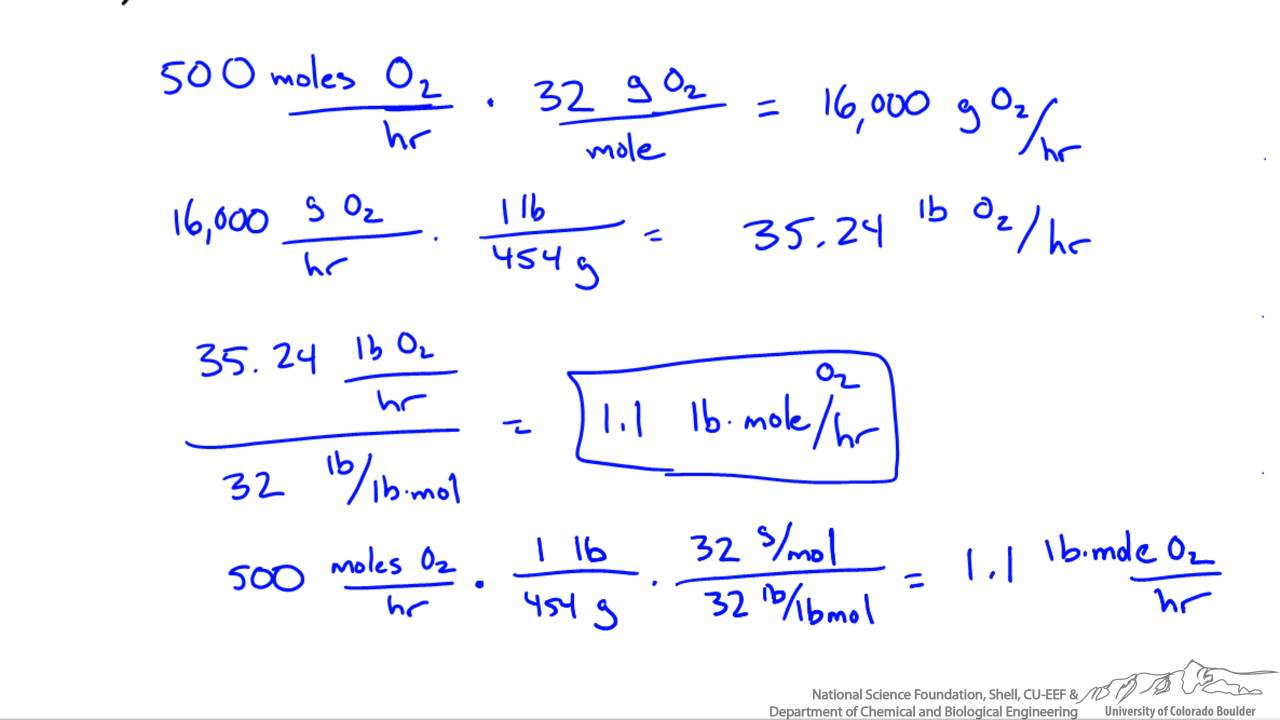 500 moles O₂/hr · 32 g O₂/mole = 16,000 g O₂/hr
16,000 g O₂/hr · 1 lb/454 g = 35.24 lb O₂/hr
35.24 lb O₂/hr / 32 lb/lb·mol = 1.1 lb·mole O₂/hr
500 moles O₂/hr · 1 lb/454 g · 32 g/mol / 32 lb/lbmol = 1.1 lb·mole O₂/hr
National Science Foundation, Shell, CU-EEF &
Department of Chemical and Biological Engineering
University of Colorado Boulder